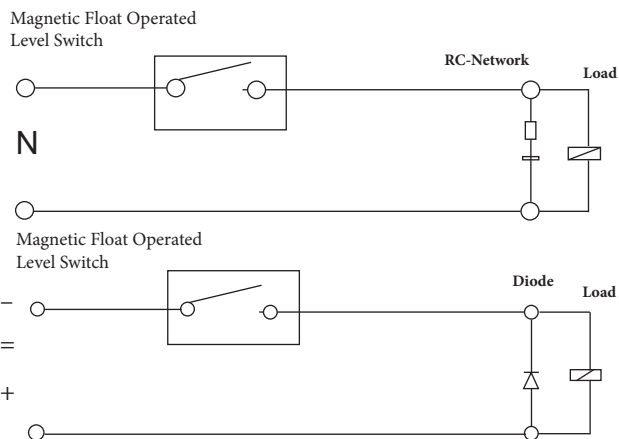 Magnetic Float Operated
Level Switch
RC-Network
Load
N
Magnetic Float Operated
Level Switch
Diode
Load
–
=
+